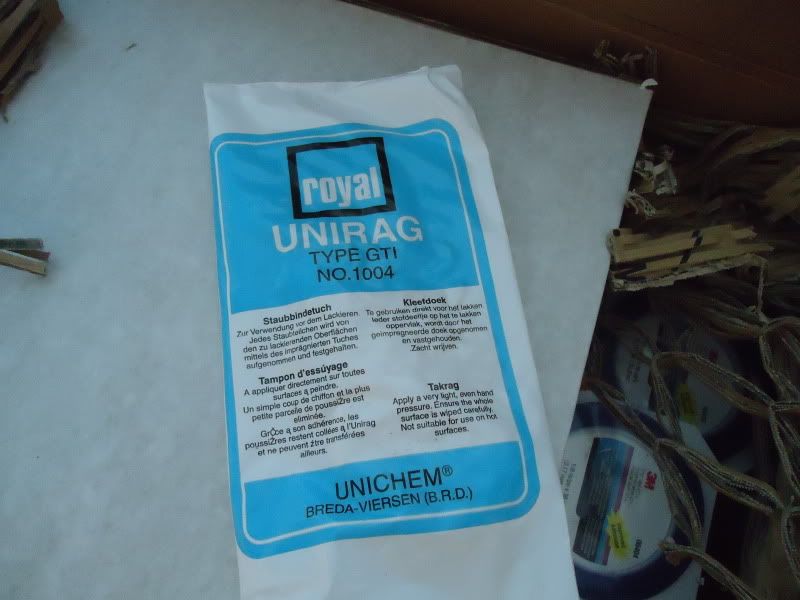 royal
UNIRAG
TYPE GTI
NO.1004
Staubbindetuch
Zur Verwendung vor dem Lackieren
Jedes Staubteilchen wird von
den zu lackierenden Oberflächen
mittels des imprägnierten Tuches
aufgenommen und festgehalten.
Kleefdoek
Te gebruiken direkt voor het lakken
Ieder stofdeeltje op het te lakken
oppervlak, wordt door het
geimpregneerde doek opgenomen
en vastgehouden.
Zacht wrijven.
Tampon d'essúyage
A appliquer directement sur toutes
surfaces ą peindre.
Un simple coup de chiffon et la plus
petite parcelle de poussiŽre est
eliminée.
GrŮce ą son adhérence, les
poussiŽres restent collées ą l'Unirag
et ne peuvent žtre transférées
ailleurs.
Takrag
Apply a very light, even hand
pressure. Ensure the whole
surface is wiped carefully.
Not suitable for use on hot
surfaces.
UNICHEM®
BREDA-VIERSEN (B.R.D.)
3M